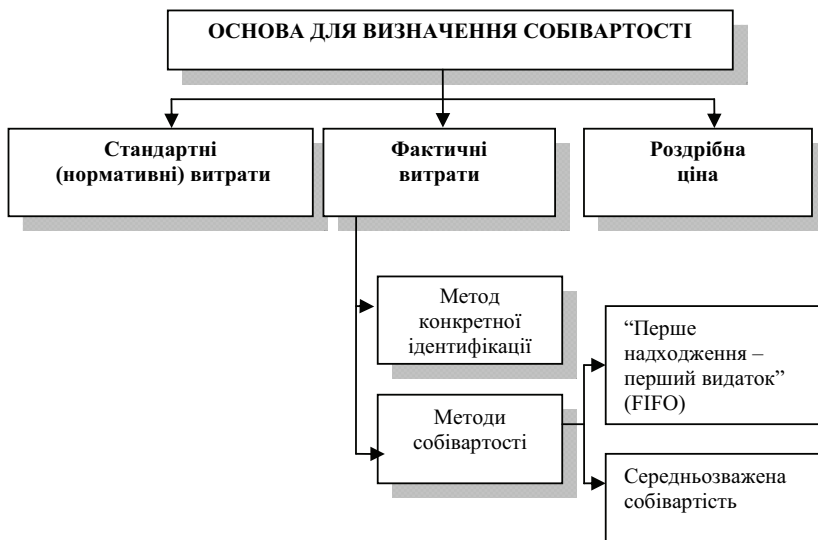 ОСНОВА ДЛЯ ВИЗНАЧЕННЯ СОБІВАРТОСТІ
Стандартні
(нормативні) витрати
Фактичні
витрати
Роздрібна
ціна
Метод
конкретної
ідентифікації
Методи
собівартості
“Перше
надходження –
перший видаток”
(FIFO)
Середньозважена
собівартість